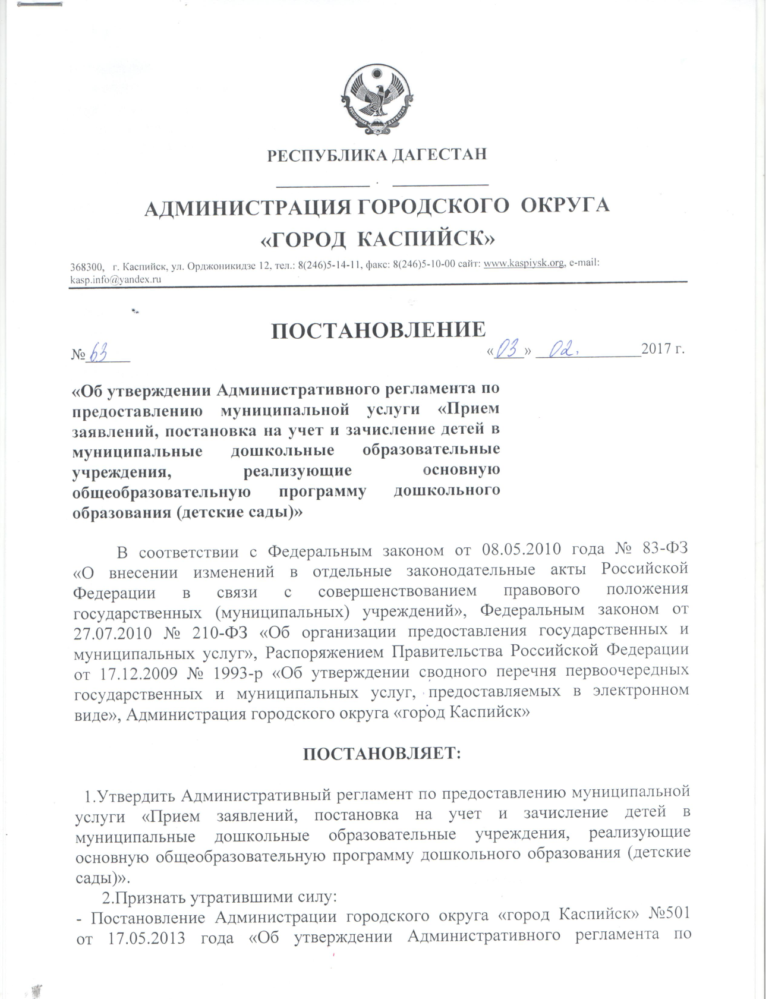 РЕСПУБЛИКА ДАГЕСТАН
АДМИНИСТРАЦИЯ ГОРОДСКОГО ОКРУГА
«ГОРОД КАСПИЙСК»
368300, г. Каспийск, ул. Орджоникидзе 12, тел.: 8(246)5-14-11, факс: 8(246)5-10-00 сайт: www.kaspiysk.org, e-mail:
kasp.info@yandex.ru
ПОСТАНОВЛЕНИЕ
№ 63 «03» 02. 2017 г.
«Об утверждении Административного регламента по
предоставлению муниципальной услуги «Прием
заявлений, постановка на учет и зачисление детей в
муниципальные дошкольные образовательные
учреждения, реализующие основную
общеобразовательную программу дошкольного
образования (детские сады)»
В соответствии с Федеральным законом от 08.05.2010 года № 83-ФЗ
«О внесении изменений в отдельные законодательные акты Российской
Федерации в связи с совершенствованием правового положения
государственных (муниципальных) учреждений», Федеральным законом от
27.07.2010 № 210-ФЗ «Об организации предоставления государственных и
муниципальных услуг», Распоряжением Правительства Российской Федерации
от 17.12.2009 № 1993-р «Об утверждении сводного перечня первоочередных
государственных и муниципальных услуг, предоставляемых в электронном
виде», Администрация городского округа «город Каспийск»
ПОСТАНОВЛЯЕТ:
1.Утвердить Административный регламент по предоставлению муниципальной
услуги «Прием заявлений, постановка на учет и зачисление детей в
муниципальные дошкольные образовательные учреждения, реализующие
основную общеобразовательную программу дошкольного образования (детские
сады)».
2.Признать утратившими силу:
- Постановление Администрации городского округа «город Каспийск» №501
от 17.05.2013 года «Об утверждении Административного регламента по